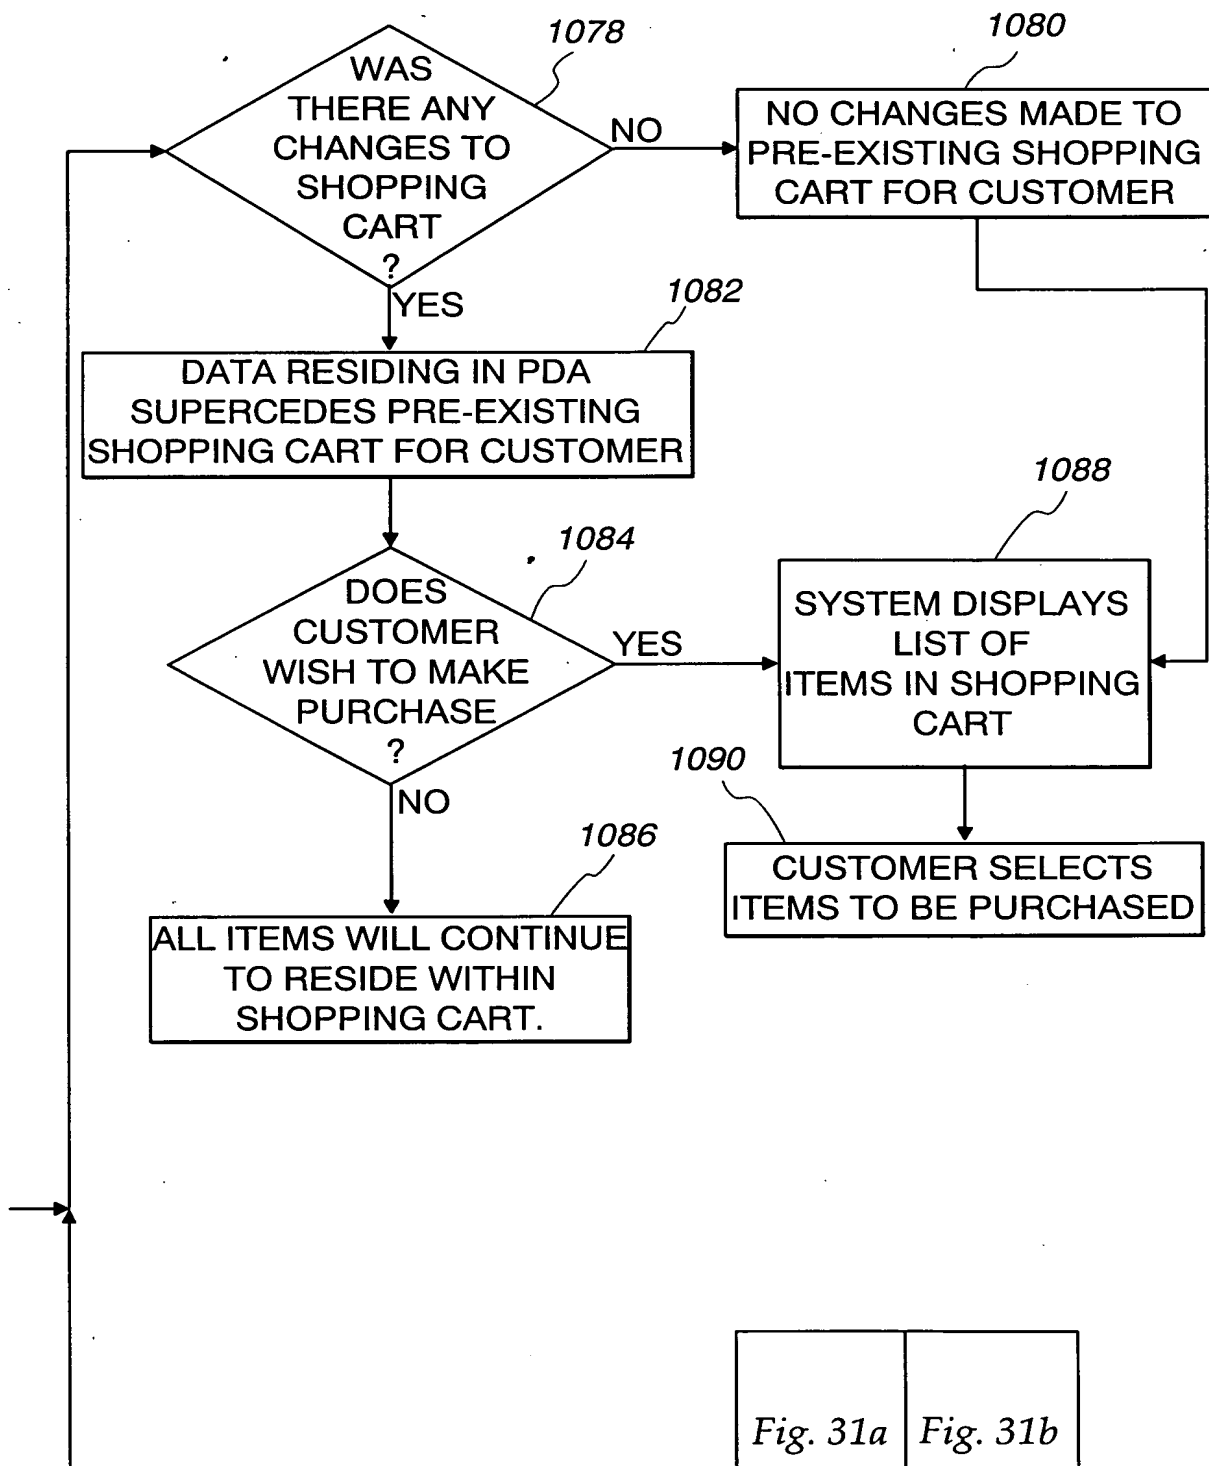 1078
WAS
THERE ANY
CHANGES TO
SHOPPING
CART
?
NO
1080
NO CHANGES MADE TO
PRE-EXISTING SHOPPING
CART FOR CUSTOMER
YES
1082
DATA RESIDING IN PDA
SUPERCEDES PRE-EXISTING
SHOPPING CART FOR CUSTOMER
1084
DOES
CUSTOMER
WISH TO MAKE
PURCHASE
?
YES
1088
SYSTEM DISPLAYS
LIST OF
ITEMS IN SHOPPING
CART
NO
1086
ALL ITEMS WILL CONTINUE
TO RESIDE WITHIN
SHOPPING CART.
1090
CUSTOMER SELECTS
ITEMS TO BE PURCHASED
Fig. 31a
Fig. 31b